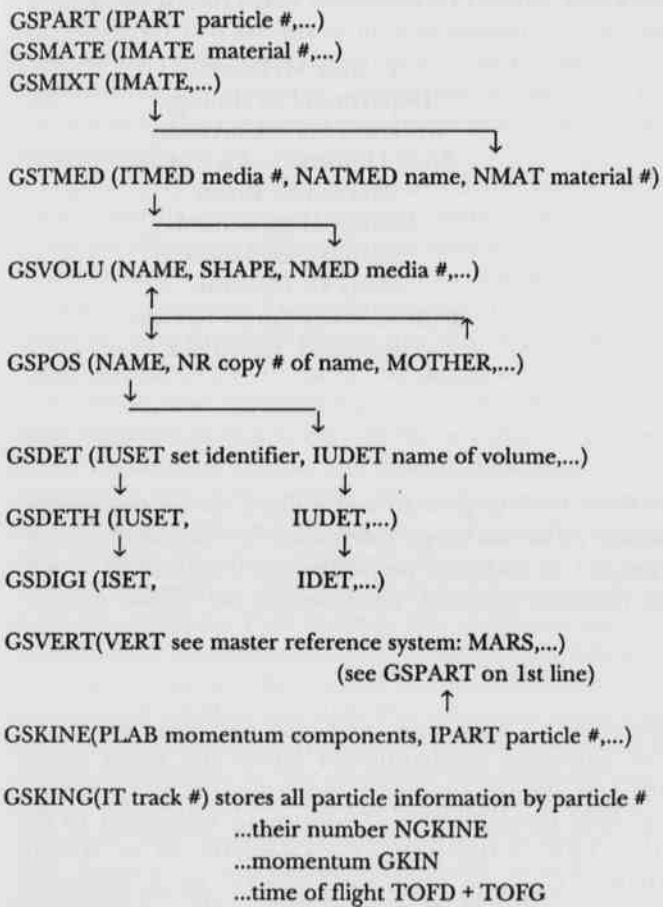 GSPART (IPART particle #,...)
GSMATE (IMATE material #,...)
GSMIXT (IMATE,...)
GSTMED (ITMED media #, NATMED name, NMAT material #)
GSVOLU (NAME, SHAPE, NMED media #,...)
GSPOS (NAME, NR copy # of name, MOTHER,...)
GSDET (IUSET set identifier, IUDET name of volume,...)
GSDETH (IUSET, IUDET,...)
GSDIGI (ISET, IDET,...)
GSVERT(VERT see master reference system: MARS,...)
(see GSPART on 1st line)
GSKINE(PLAB momentum components, IPART particle #,...)
GSKING(IT track #) stores all particle information by particle #
...their number NGKINE
...momentum GKIN
...time of flight TOFD + TOFG